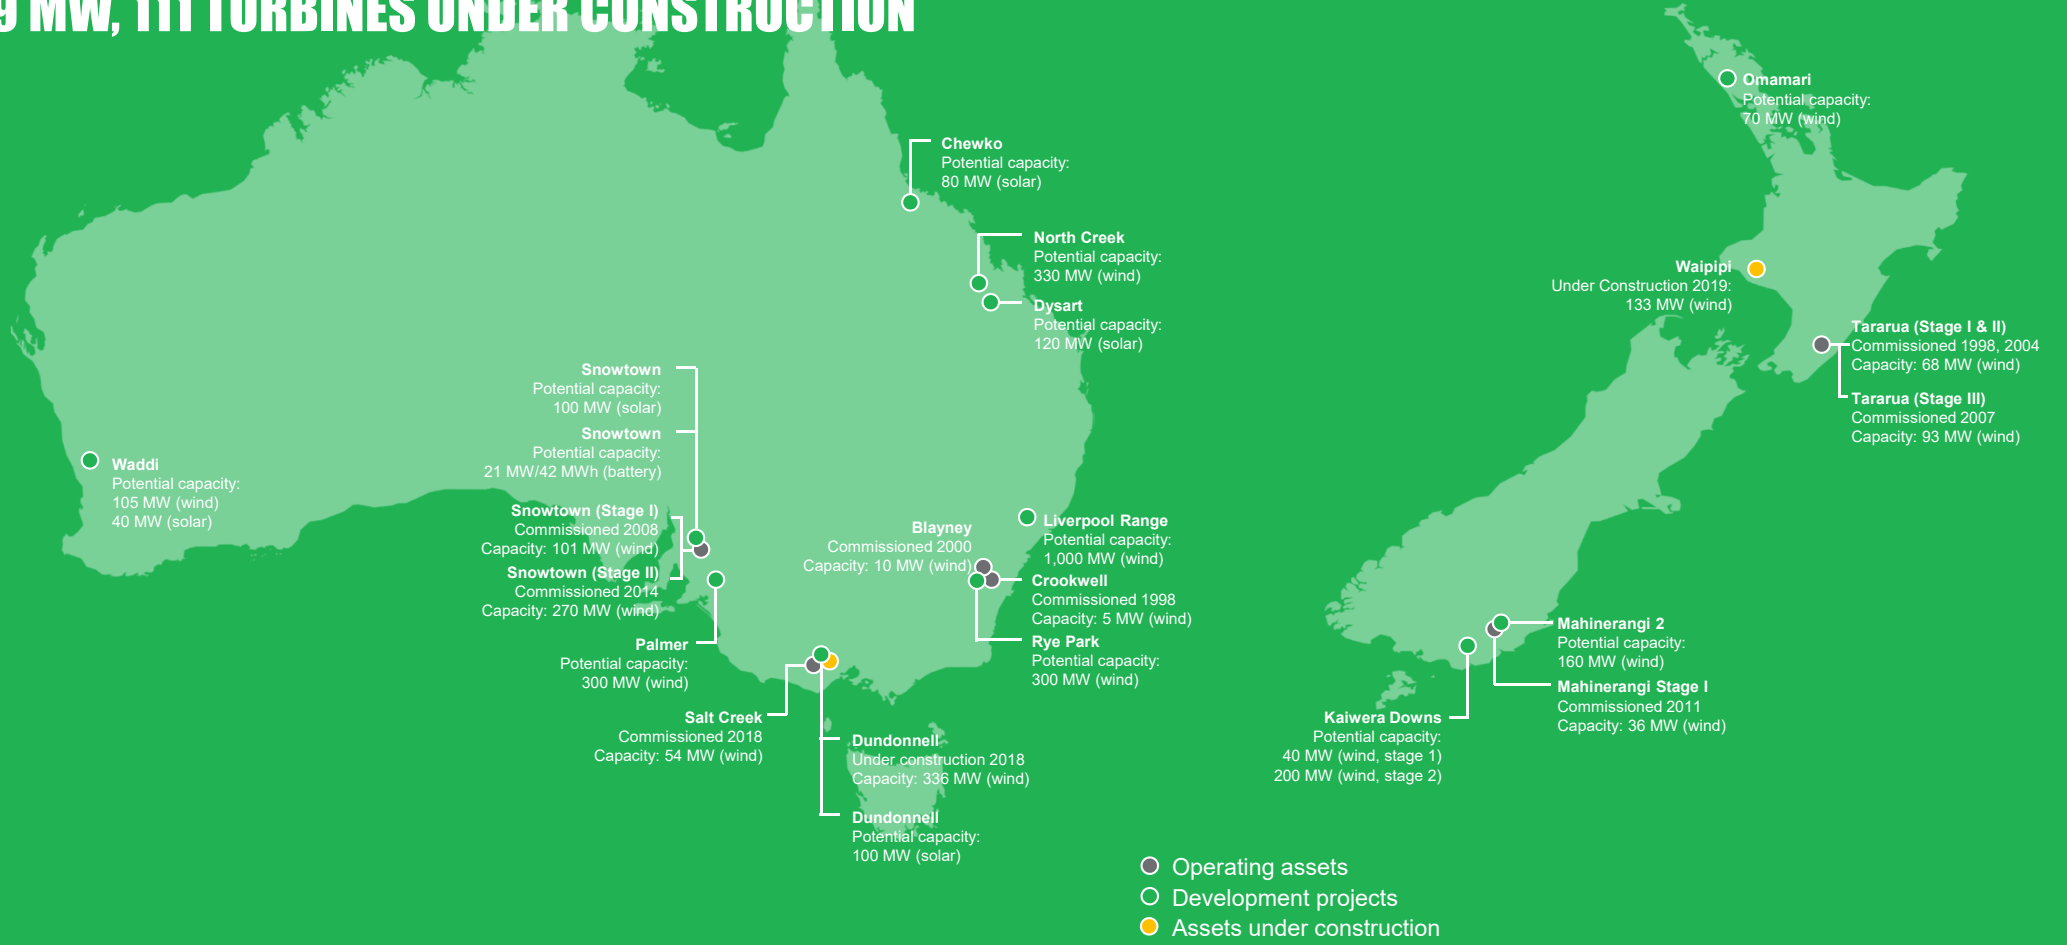 9 MW, 111 TURBINES UNDER CONSTRUCTION
Omamari
Potential capacity:
70 MW (wind)
Chewko
Potential capacity:
80 MW (solar)
North Creek
Potential capacity:
330 MW (wind)
Dysart
Potential capacity:
120 MW (solar)
Waipipi
Under Construction 2019:
133 MW (wind)
Tararua (Stage I & II)
Commissioned 1998, 2004
Capacity: 68 MW (wind)
Tararua (Stage III)
Commissioned 2007
Capacity: 93 MW (wind)
Snowtown
Potential capacity:
100 MW (solar)
Snowtown
Potential capacity:
21 MW/42 MWh (battery)
Waddi
Potential capacity:
105 MW (wind)
40 MW (solar)
Snowtown (Stage I)
Commissioned 2008
Capacity: 101 MW (wind)
Snowtown (Stage II)
Commissioned 2014
Capacity: 270 MW (wind)
Blayney
Commissioned 2000
Capacity: 10 MW (wind)
Liverpool Range
Potential capacity:
1,000 MW (wind)
Crookwell
Commissioned 1998
Capacity: 5 MW (wind)
Rye Park
Potential capacity:
300 MW (wind)
Palmer
Potential capacity:
300 MW (wind)
Salt Creek
Commissioned 2018
Capacity: 54 MW (wind)
Dundonnell
Under construction 2018
Capacity: 336 MW (wind)
Dundonnell
Potential capacity:
100 MW (solar)
Mahinerangi 2
Potential capacity:
160 MW (wind)
Mahinerangi Stage I
Commissioned 2011
Capacity: 36 MW (wind)
Kaiwera Downs
Potential capacity:
40 MW (wind, stage 1)
200 MW (wind, stage 2)
Operating assets
Development projects
Assets under construction